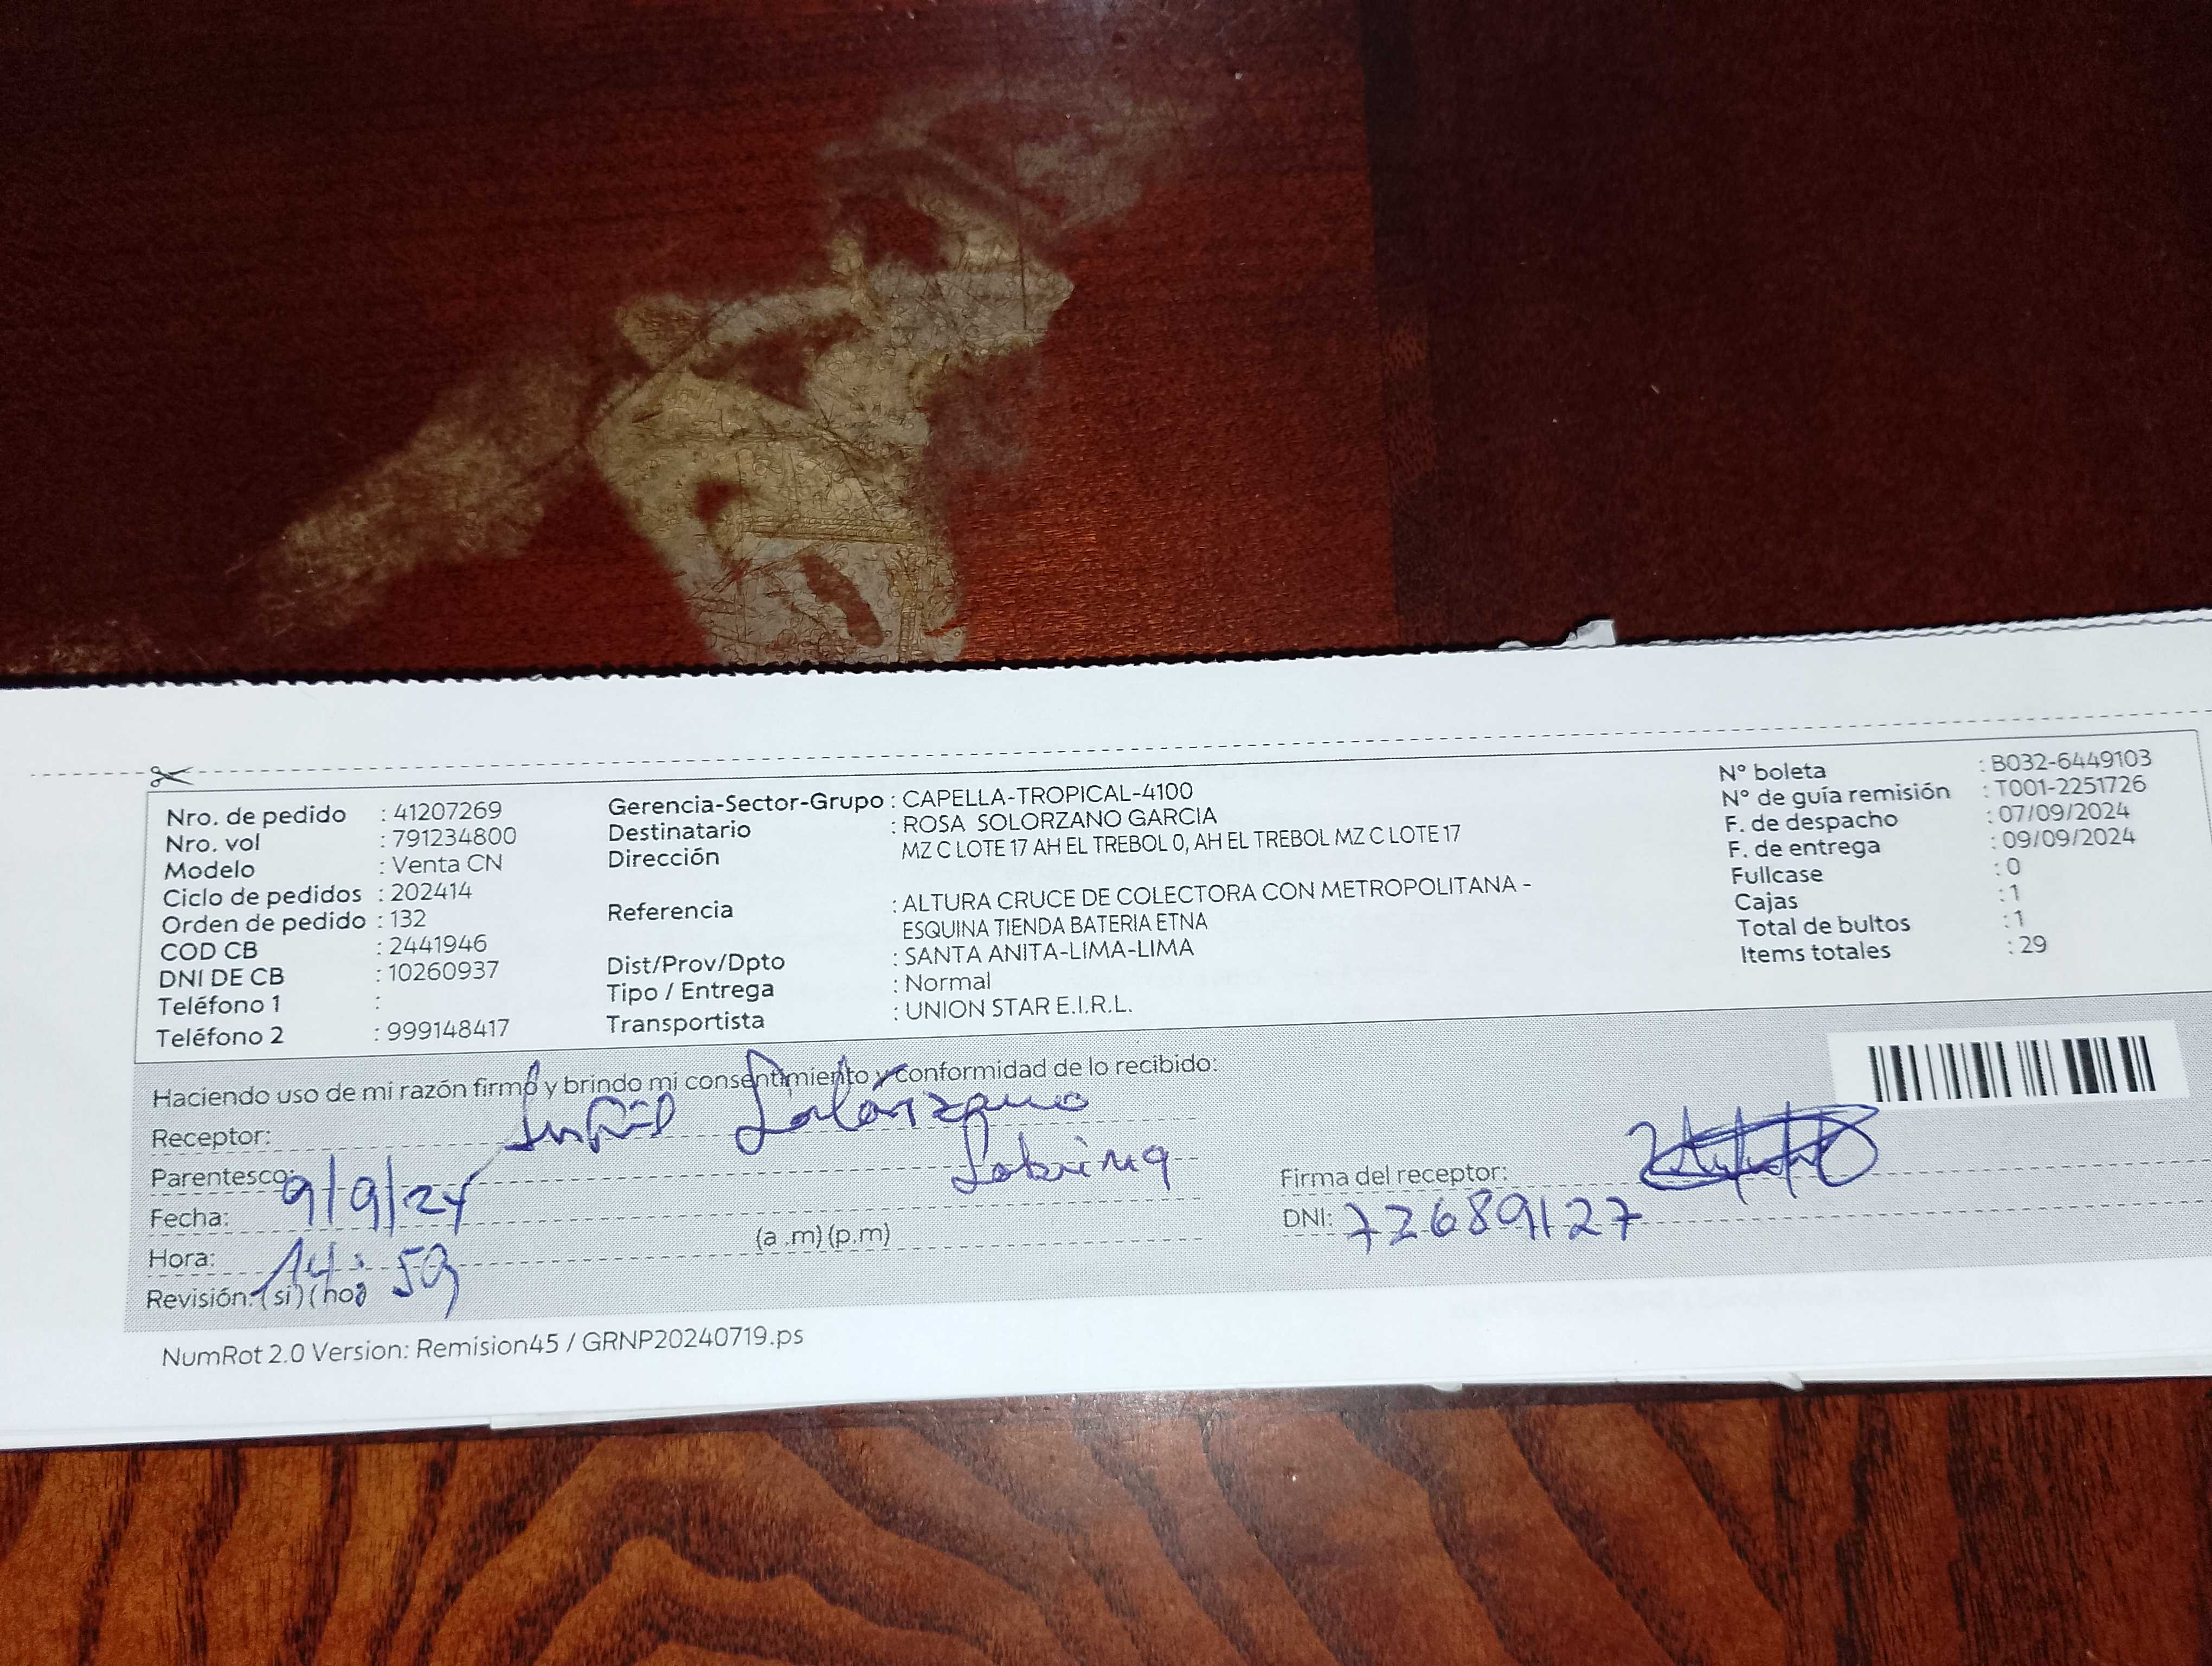 Nro. de pedido : 41207269
Nro. vol : 791234800
Modelo : Venta CN
Ciclo de pedidos : 202414
Orden de pedido : 132
COD CB : 2441946
DNI DE CB : 10260937
Teléfono 1 :
Teléfono 2 : 999148417
Gerencia-Sector-Grupo : CAPELLA-TROPICAL-4100
Destinatario : ROSA SOLORZANO GARCIA
Dirección MZ C LOTE 17 AH EL TREBOL 0, AH EL TREBOL MZ C LOTE 17
Referencia : ALTURA CRUCE DE COLECTORA CON METROPOLITANA -
ESQUINA TIENDA BATERIA ETNA
Dist/Prov/Dpto : SANTA ANITA-LIMA-LIMA
Tipo / Entrega : Normal
Transportista : UNION STAR E.I.R.L.
N° boleta : B032-6449103
N° de guía remisión : T001-2251726
F. de despacho : 07/09/2024
F. de entrega : 09/09/2024
Fullcase : 0
Cajas : 1
Total de bultos : 1
Items totales : 29
Haciendo uso de mi razón firmo y brindo mi consentimiento y conformidad de lo recibido:
Receptor: Solorzano
Parentesco: Sobrina
Fecha: 9/9/24
Hora: 14:59 (a .m) (p.m)
Revisión: (si) (no)
Firma del receptor:
DNI: 72689127
NumRot 2.0 Version: Remision45 / GRNP20240719.ps